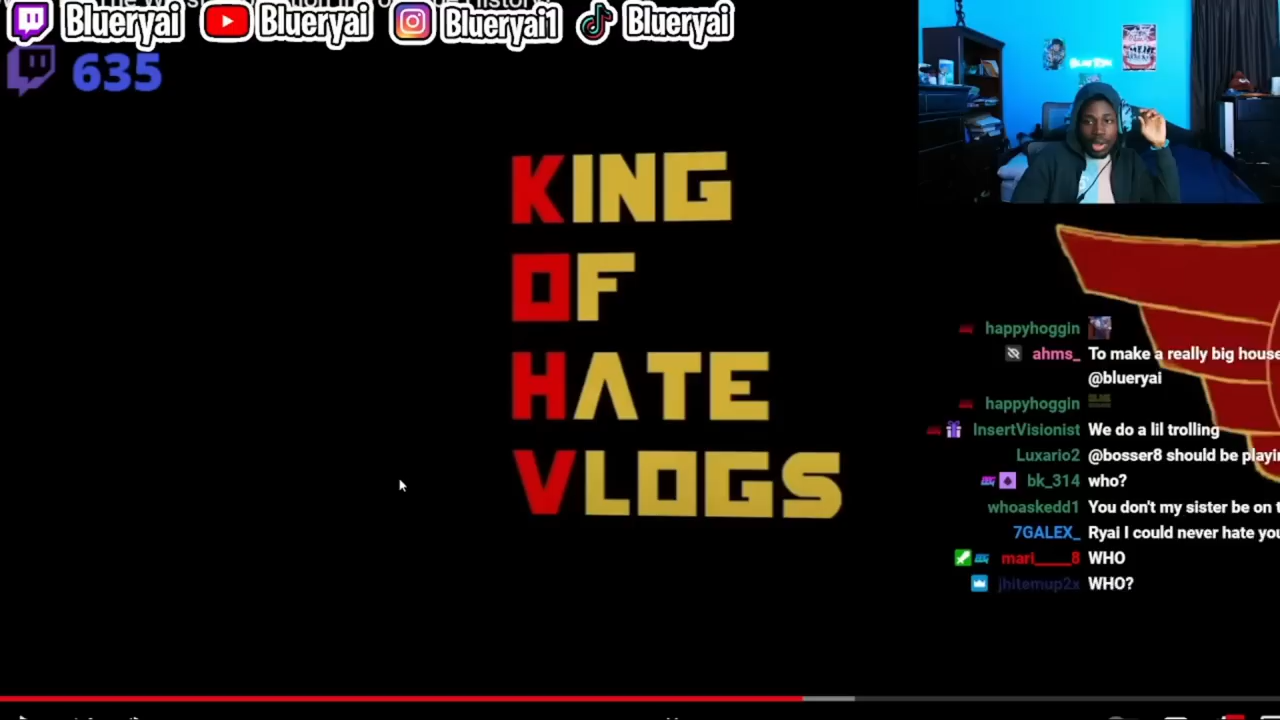 Blueryai Blueryai Blueryai1 Blueryai
635
KING
OF
HATE
VLOGS
happyhoggin
ahms_ To make a really big house
@blueryai
happyhoggin
InsertVisionist We do a lil trolling
Luxario2 @bosser8 should be playi
bk_314 who?
whoaskedd1 You don't my sister be on t
7GALEX_ Ryai I could never hate you
mari____8 WHO
jhitemup2x WHO?